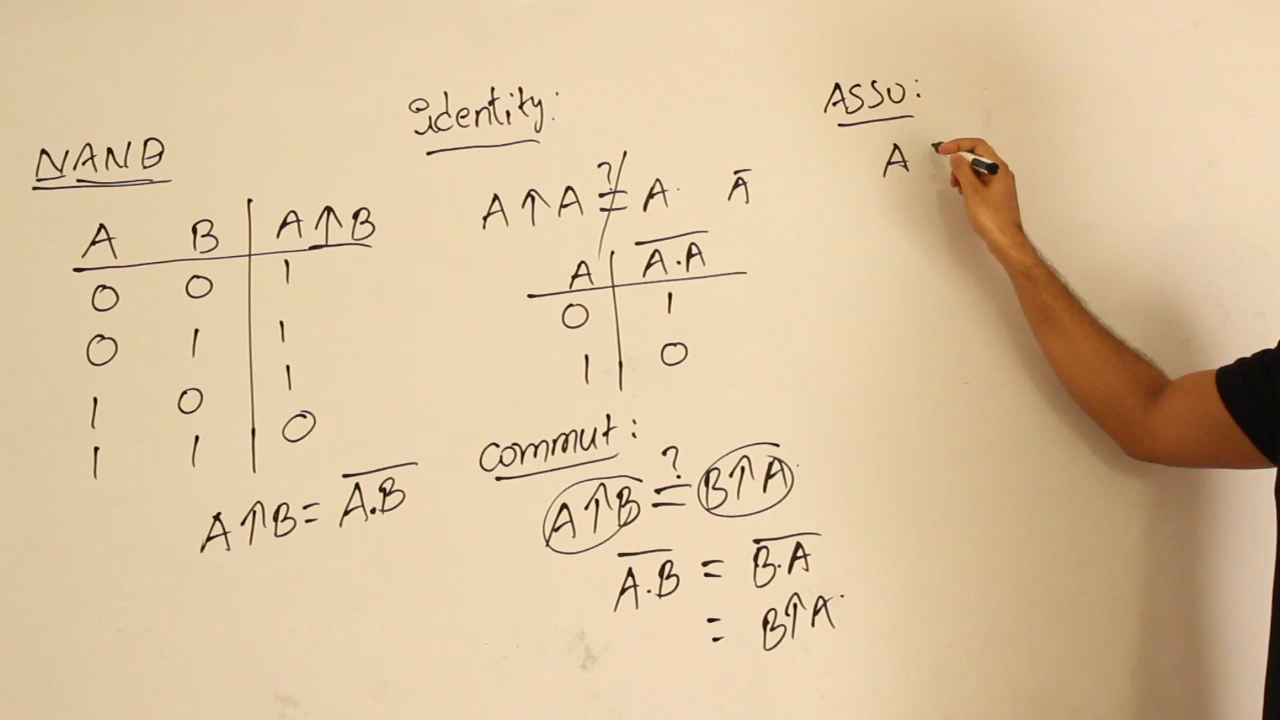 NAND
A B A↑B
0 0 1
0 1 1
1 0 1
1 1 0
A↑B = A̅.̅B̅
identity:
A↑A ≠? A. A̅
A A̅.̅A̅
0 1
1 0
commut:
A↑B =? B↑A.
A̅.̅B̅ = B̅.̅A̅
= B↑A.
ASSO:
A